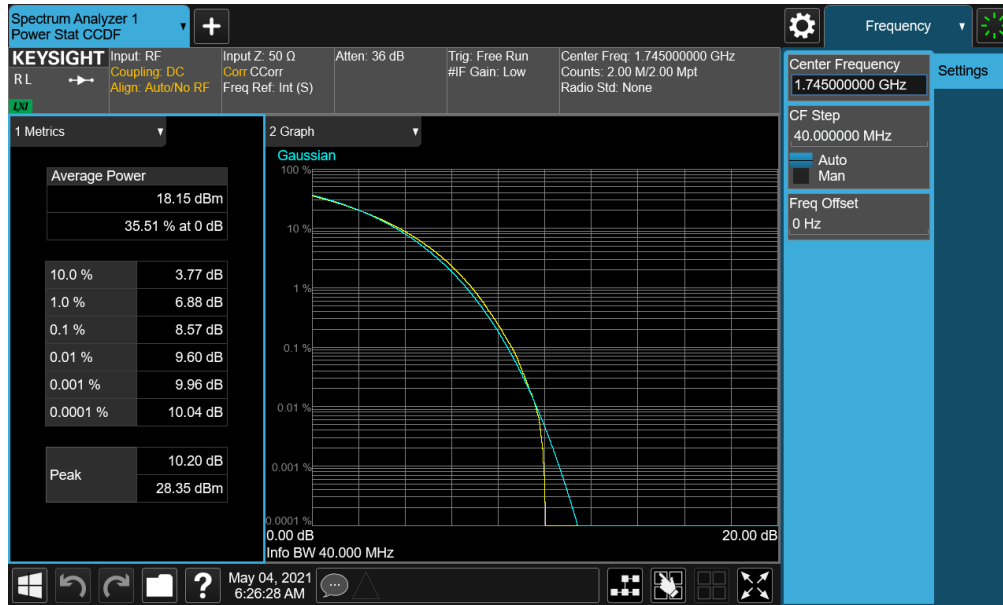 Spectrum Analyzer 1
Power Stat CCDF
Frequency
KEYSIGHT
R L
LXI
Input: RF
Coupling: DC
Align: Auto/No RF
Input Z: 50 Ω
Corr CCorr
Freq Ref: Int (S)
Atten: 36 dB
Trig: Free Run
#IF Gain: Low
Center Freq: 1.745000000 GHz
Counts: 2.00 M/2.00 Mpt
Radio Std: None
Center Frequency
1.745000000 GHz
Settings
CF Step
40.000000 MHz
Auto
Man
Freq Offset
0 Hz
1 Metrics
Average Power
18.15 dBm
35.51 % at 0 dB
10.0 % 3.77 dB
1.0 % 6.88 dB
0.1 % 8.57 dB
0.01 % 9.60 dB
0.001 % 9.96 dB
0.0001 % 10.04 dB
Peak
10.20 dB
28.35 dBm
2 Graph
Gaussian
100 %
10 %
1 %
0.1 %
0.01 %
0.001 %
0.0001 %
0.00 dB 20.00 dB
Info BW 40.000 MHz
?
May 04, 2021
6:26:28 AM